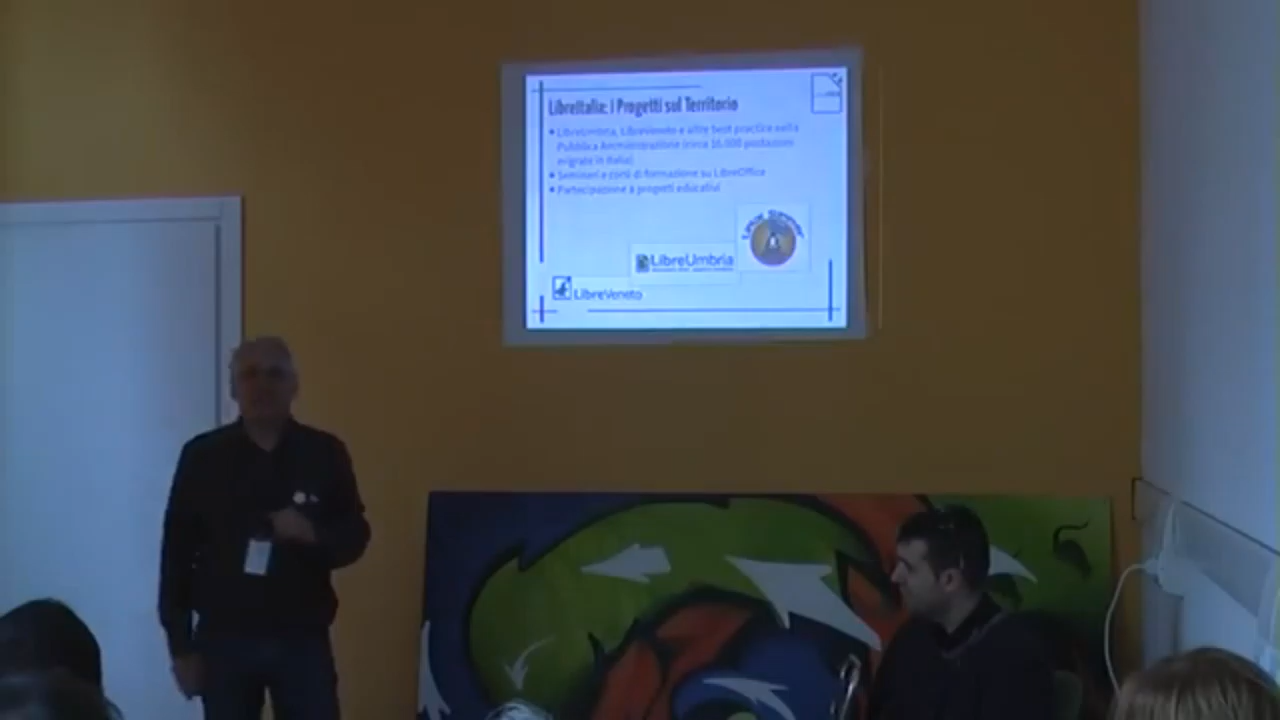 LibreItalia: i Progetti sul Territorio
LibreUmbria, LibreVeneto e altre best practice nella
Pubblica Amministrazione (circa 16.000 postazioni
migrate in Italia)
Seminari e corsi di formazione su LibreOffice
Partecipazione a progetti educativi
LibreUmbria
LibreVeneto